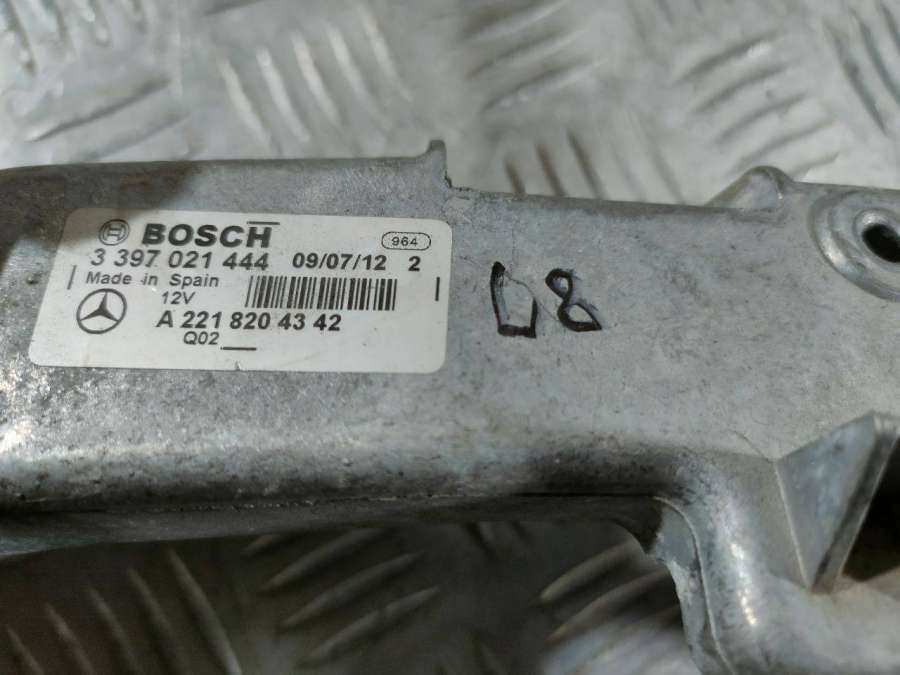 BOSCH 964
3 397 021 444 09/07/12 2
Made in Spain
12V
A 221 820 43 42
Q02